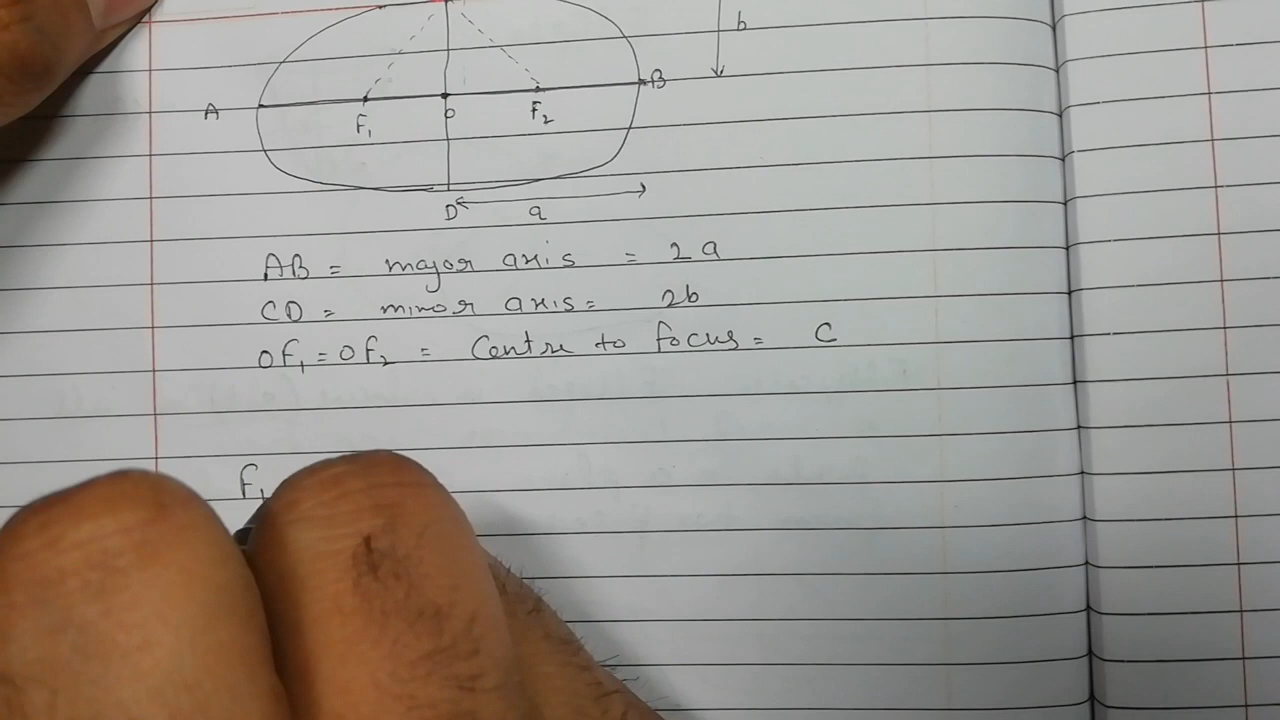 b
A B
F₁ O F₂
D a
AB = major axis = 2a
CD = minor axis = 2b
OF₁ = OF₂ = Centre to focus = C
F₁